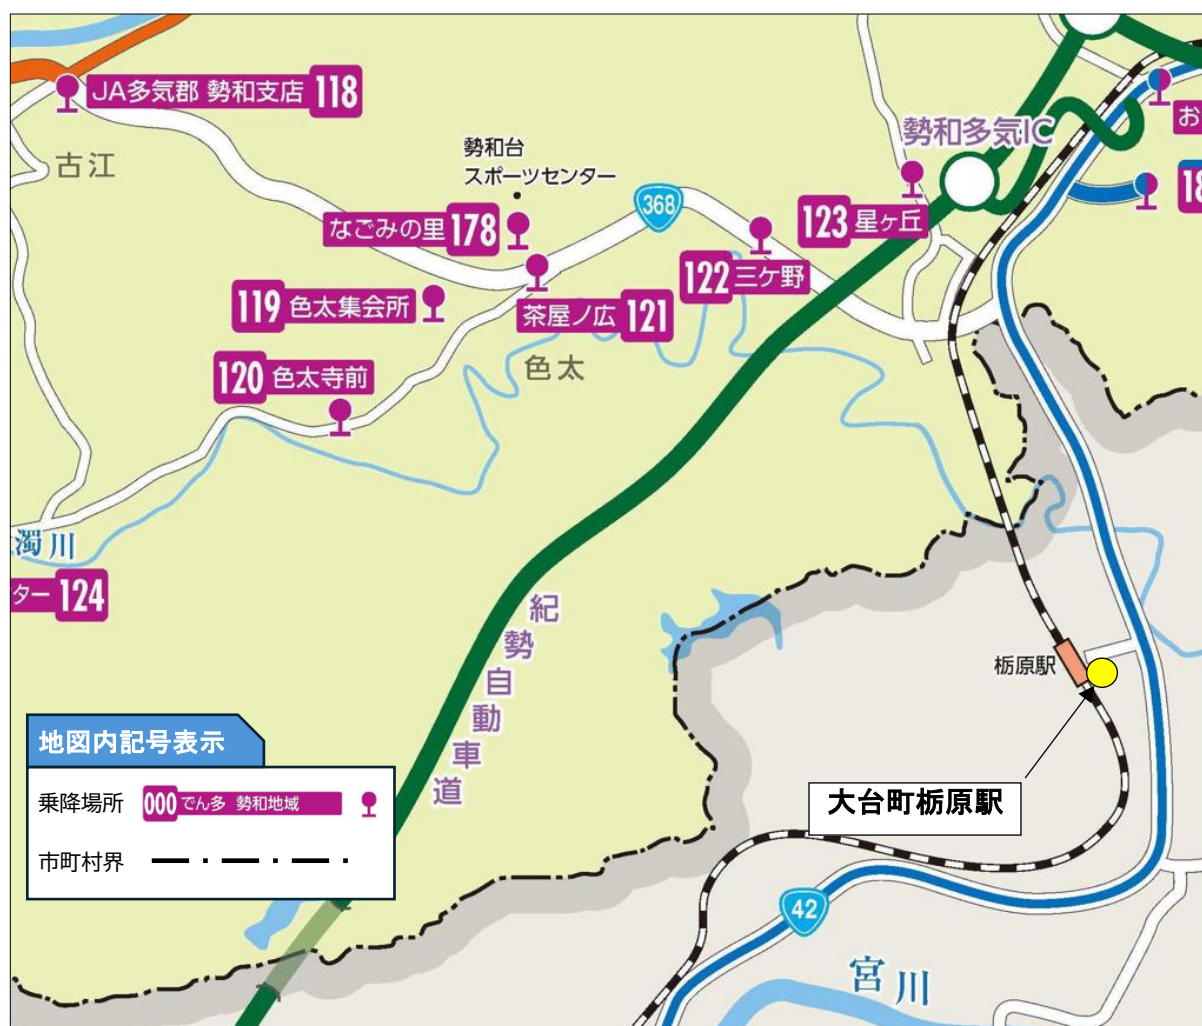 JA多気郡 勢和支店 118
古江
勢和台
スポーツセンター
なごみの里 178
368
119 色太集会所
茶屋ノ広 121
122 三ケ野
123 星ヶ丘
勢和多気IC
お
18
120 色太寺前
色太
濁川
ター 124
紀勢自動車道
栃原駅
大台町栃原駅
地図内記号表示
乗降場所 000 でん多 勢和地域
市町村界
42
宮川